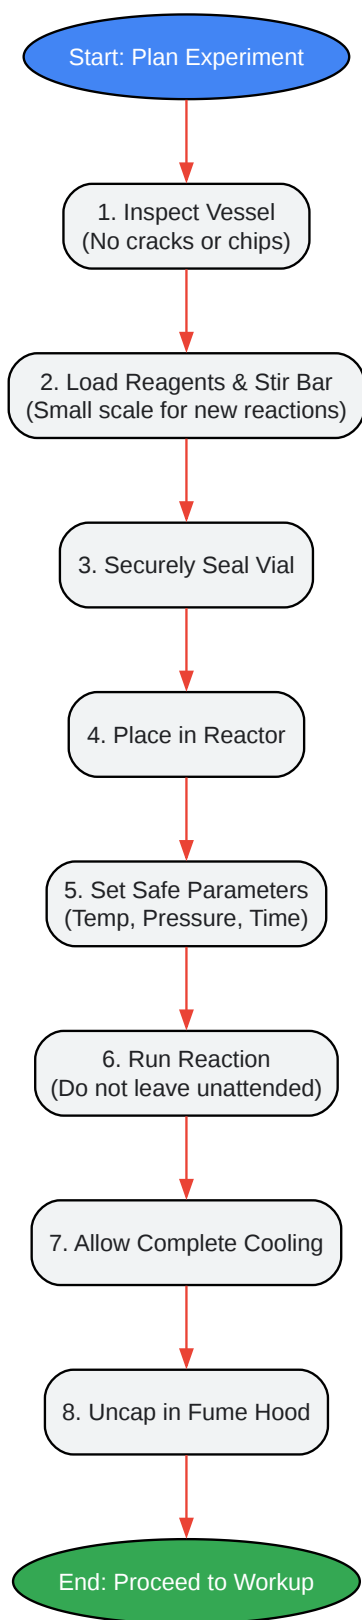 Start: Plan Experiment
1. Inspect Vessel
(No cracks or chips)
2. Load Reagents & Stir Bar
(Small scale for new reactions)
3. Securely Seal Vial
4. Place in Reactor
5. Set Safe Parameters
(Temp, Pressure, Time)
6. Run Reaction
(Do not leave unattended)
7. Allow Complete Cooling
8. Uncap in Fume Hood
End: Proceed to Workup